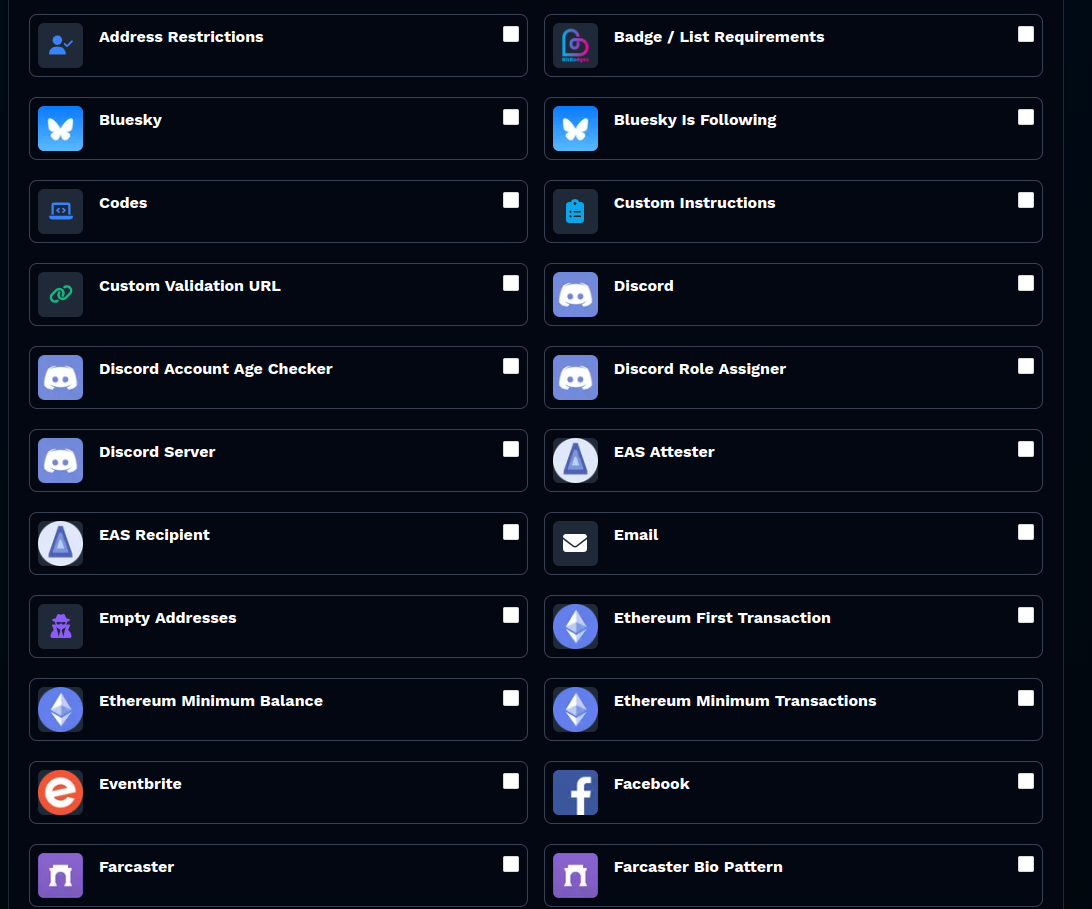 Address Restrictions
Badge / List Requirements
BitBadges
Bluesky
Bluesky Is Following
Codes
Custom Instructions
Custom Validation URL
Discord
Discord Account Age Checker
Discord Role Assigner
Discord Server
EAS Attester
EAS Recipient
Email
Empty Addresses
Ethereum First Transaction
Ethereum Minimum Balance
Ethereum Minimum Transactions
Eventbrite
Facebook
Farcaster
Farcaster Bio Pattern